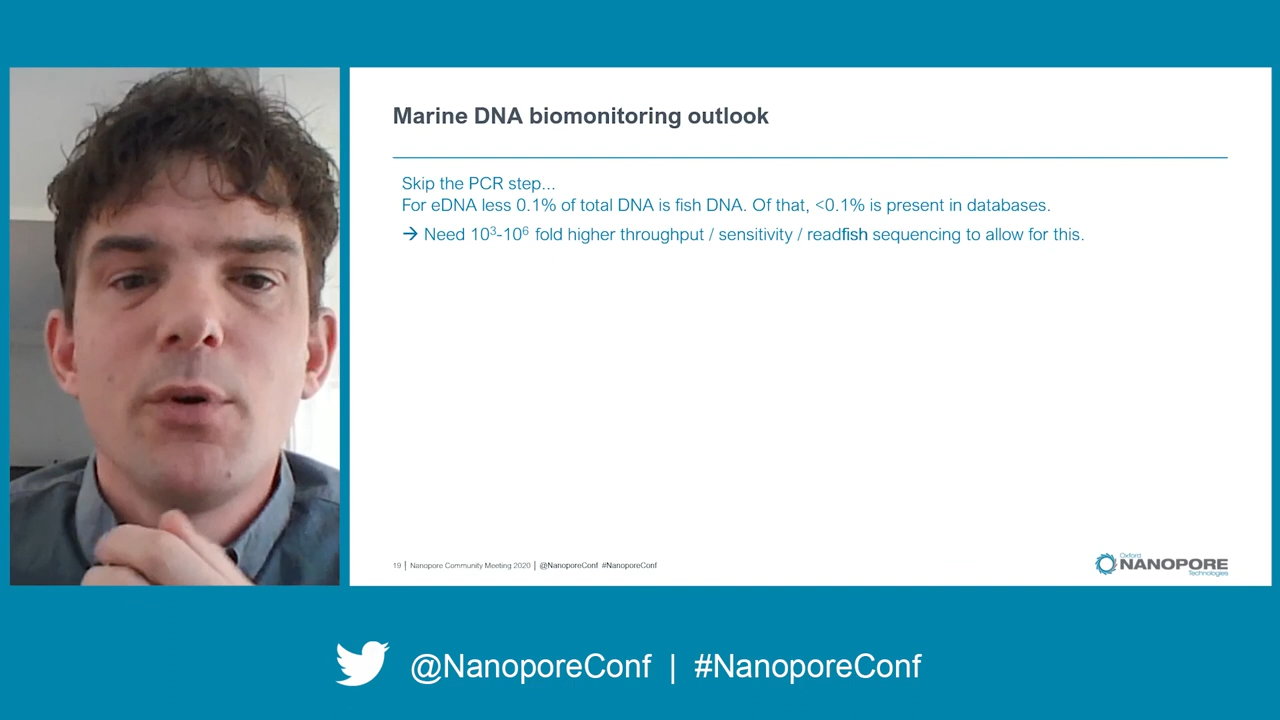 Marine DNA biomonitoring outlook
Skip the PCR step...
For eDNA less 0.1% of total DNA is fish DNA. Of that, <0.1% is present in databases.
→ Need 10³-10⁶ fold higher throughput / sensitivity / readfish sequencing to allow for this.
19 | Nanopore Community Meeting 2020 | @NanoporeConf #NanoporeConf
Oxford
NANOPORE
Technologies
@NanoporeConf | #NanoporeConf